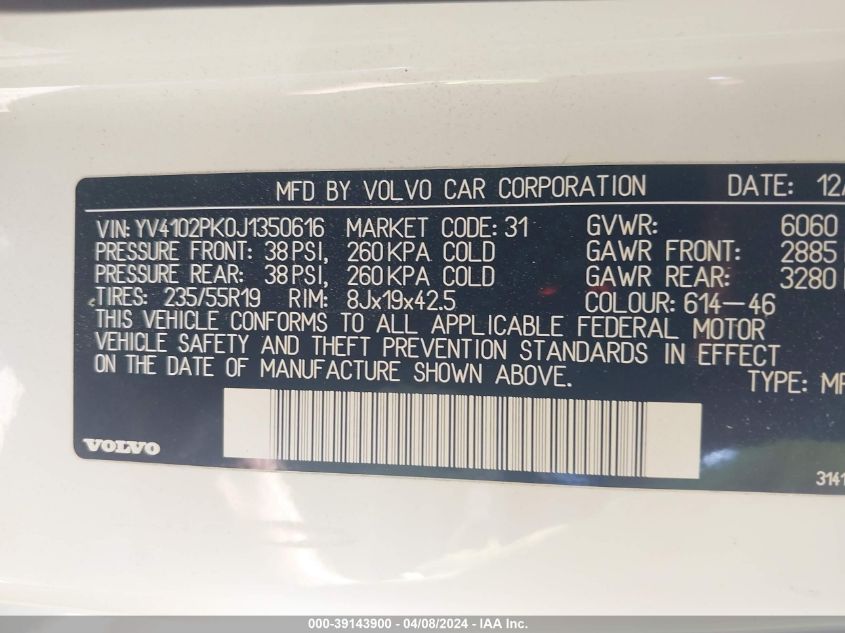 MFD BY VOLVO CAR CORPORATION DATE: 12/
VIN: YV4102PK0J1350616 MARKET CODE: 31 GVWR: 6060
PRESSURE FRONT: 38 PSI, 260 KPA COLD GAWR FRONT: 2885
PRESSURE REAR: 38 PSI, 260 KPA COLD GAWR REAR: 3280
TIRES: 235/55R19 RIM: 8Jx19x42.5 COLOUR: 614-46
THIS VEHICLE CONFORMS TO ALL APPLICABLE FEDERAL MOTOR
VEHICLE SAFETY AND THEFT PREVENTION STANDARDS IN EFFECT
ON THE DATE OF MANUFACTURE SHOWN ABOVE.
TYPE: MP
VOLVO
3141
000-39143900 - 04/08/2024 - IAA Inc.